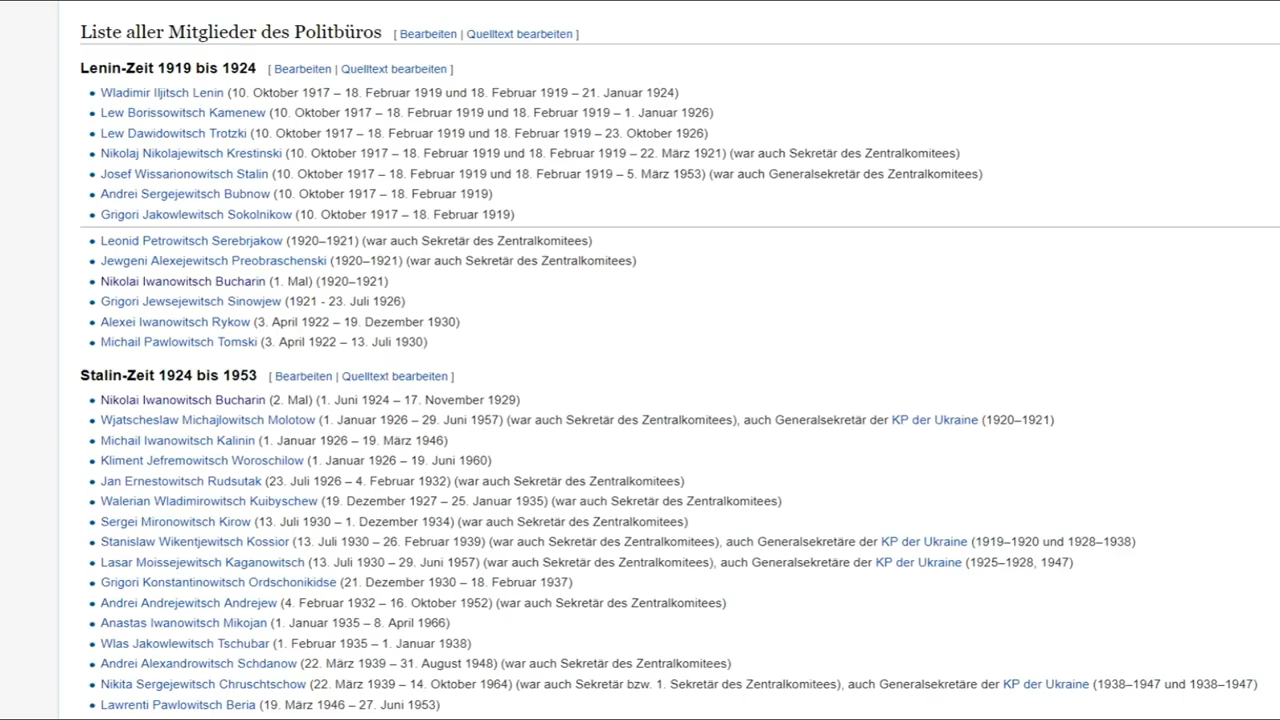 Liste aller Mitglieder des Politbüros [ Bearbeiten | Quelltext bearbeiten ]
Lenin-Zeit 1919 bis 1924 [ Bearbeiten | Quelltext bearbeiten ]
Wladimir Iljitsch Lenin (10. Oktober 1917 – 18. Februar 1919 und 18. Februar 1919 – 21. Januar 1924)
Lew Borissowitsch Kamenew (10. Oktober 1917 – 18. Februar 1919 und 18. Februar 1919 – 1. Januar 1926)
Lew Dawidowitsch Trotzki (10. Oktober 1917 – 18. Februar 1919 und 18. Februar 1919 – 23. Oktober 1926)
Nikolaj Nikolajewitsch Krestinski (10. Oktober 1917 – 18. Februar 1919 und 18. Februar 1919 – 22. März 1921) (war auch Sekretär des Zentralkomitees)
Josef Wissarionowitsch Stalin (10. Oktober 1917 – 18. Februar 1919 und 18. Februar 1919 – 5. März 1953) (war auch Generalsekretär des Zentralkomitees)
Andrei Sergejewitsch Bubnow (10. Oktober 1917 – 18. Februar 1919)
Grigori Jakowlewitsch Sokolnikow (10. Oktober 1917 – 18. Februar 1919)
Leonid Petrowitsch Serebrjakow (1920–1921) (war auch Sekretär des Zentralkomitees)
Jewgeni Alexejewitsch Preobraschenski (1920–1921) (war auch Sekretär des Zentralkomitees)
Nikolai Iwanowitsch Bucharin (1. Mal) (1920–1921)
Grigori Jewsejewitsch Sinowjew (1921 - 23. Juli 1926)
Alexei Iwanowitsch Rykow (3. April 1922 – 19. Dezember 1930)
Michail Pawlowitsch Tomski (3. April 1922 – 13. Juli 1930)
Stalin-Zeit 1924 bis 1953 [ Bearbeiten | Quelltext bearbeiten ]
Nikolai Iwanowitsch Bucharin (2. Mal) (1. Juni 1924 – 17. November 1929)
Wjatscheslaw Michajlowitsch Molotow (1. Januar 1926 – 29. Juni 1957) (war auch Sekretär des Zentralkomitees), auch Generalsekretär der KP der Ukraine (1920–1921)
Michail Iwanowitsch Kalinin (1. Januar 1926 – 19. März 1946)
Kliment Jefremowitsch Woroschilow (1. Januar 1926 – 19. Juni 1960)
Jan Ernestowitsch Rudsutak (23. Juli 1926 – 4. Februar 1932) (war auch Sekretär des Zentralkomitees)
Walerian Wladimirowitsch Kuibyschew (19. Dezember 1927 – 25. Januar 1935) (war auch Sekretär des Zentralkomitees)
Sergei Mironowitsch Kirow (13. Juli 1930 – 1. Dezember 1934) (war auch Sekretär des Zentralkomitees)
Stanislaw Wikentjewitsch Kossior (13. Juli 1930 – 26. Februar 1939) (war auch Sekretär des Zentralkomitees), auch Generalsekretäre der KP der Ukraine (1919–1920 und 1928–1938)
Lasar Moissejewitsch Kaganowitsch (13. Juli 1930 – 29. Juni 1957) (war auch Sekretär des Zentralkomitees), auch Generalsekretäre der KP der Ukraine (1925–1928, 1947)
Grigori Konstantinowitsch Ordschonikidse (21. Dezember 1930 – 18. Februar 1937)
Andrei Andrejewitsch Andrejew (4. Februar 1932 – 16. Oktober 1952) (war auch Sekretär des Zentralkomitees)
Anastas Iwanowitsch Mikojan (1. Januar 1935 – 8. April 1966)
Wlas Jakowlewitsch Tschubar (1. Februar 1935 – 1. Januar 1938)
Andrei Alexandrowitsch Schdanow (22. März 1939 – 31. August 1948) (war auch Sekretär des Zentralkomitees)
Nikita Sergejewitsch Chruschtschow (22. März 1939 – 14. Oktober 1964) (war auch Sekretär bzw. 1. Sekretär des Zentralkomitees), auch Generalsekretäre der KP der Ukraine (1938–1947 und 1938–1947)
Lawrenti Pawlowitsch Beria (19. März 1946 – 27. Juni 1953)